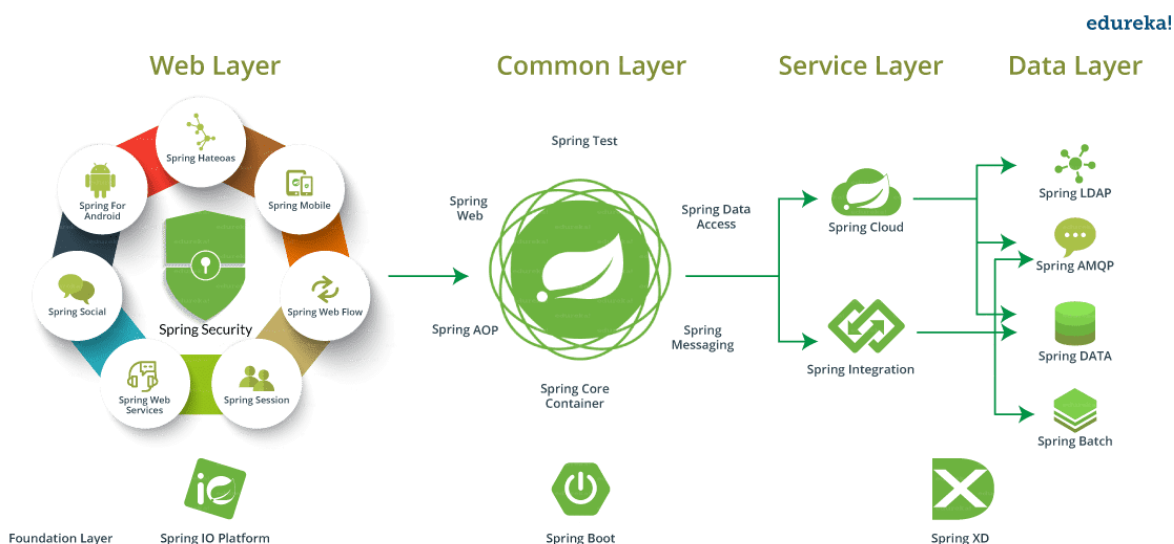 edureka!
Web Layer
Common Layer
Service Layer
Data Layer
Spring Hateoas
Spring For
Android
Spring Mobile
Spring Social
Spring Security
Spring Web Flow
Spring Web
Services
Spring Session
Spring Test
Spring
Web
Spring Data
Access
Spring AOP
Spring
Messaging
Spring Core
Container
Spring Cloud
Spring Integration
Spring LDAP
Spring AMQP
Spring DATA
Spring Batch
Foundation Layer
iO
Spring IO Platform
Spring Boot
X
Spring XD